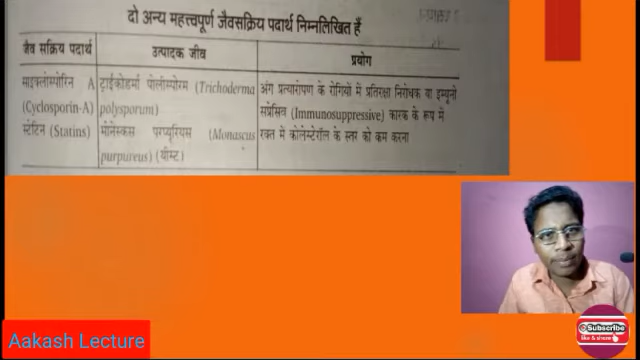 दो अन्य महत्त्वपूर्ण जैवसक्रिय पदार्थ निम्नलिखित हैं
जैव सक्रिय पदार्थ उत्पादक जीव प्रयोग
साइक्लोस्पोरिन A ट्राईकोडर्मा पोलीस्पोरम (Trichoderma अंग प्रत्यारोपण के रोगियों में प्रतिरक्षा निरोधक या इम्युनो
(Cyclosporin-A) polysporum) सप्रेसिव (Immunosuppressive) कारक के रूप में
स्टेटिन (Statins) मोनेस्कस परप्यूरियस (Monascus रक्त में कोलेस्टेरॉल के स्तर को कम करना
purpureus) (यीस्ट)
Aakash Lecture
Subscribe
like & share